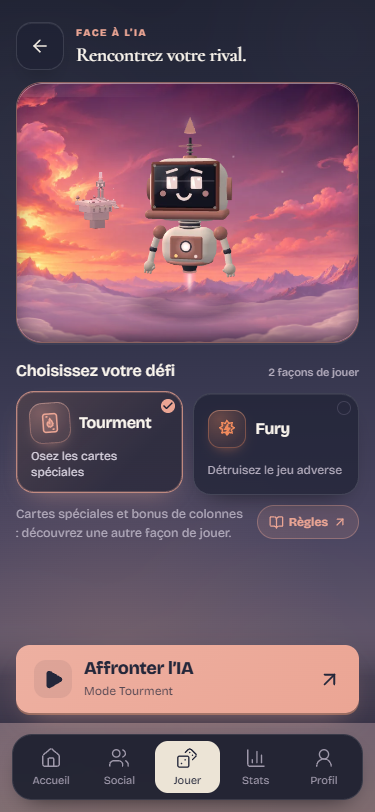 FACE À L'IA
Rencontrez votre rival.
Choisissez votre défi
2 façons de jouer
Tourment
Osez les cartes
spéciales
Fury
Détruisez le jeu adverse
Cartes spéciales et bonus de colonnes
: découvrez une autre façon de jouer.
Règles
Affronter l'IA
Mode Tourment
Accueil
Social
Jouer
Stats
Profil